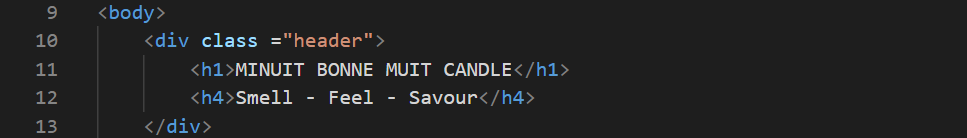 9 <body>
10 <div class ="header">
11 <h1>MINUIT BONNE MUIT CANDLE</h1>
12 <h4>Smell - Feel - Savour</h4>
13 </div>